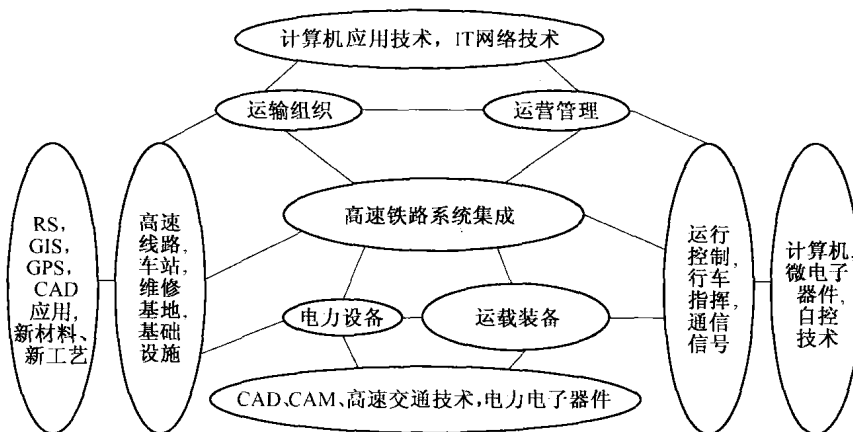 计算机应用技术，IT网络技术
运输组织
运营管理
高速铁路系统集成
RS，
GIS，
GPS，
CAD
应用，
新材料、
新工艺
高速
线路，
车站，
维修
基地，
基础
设施
电力设备
运载装备
运行
控制，
行车
指挥，
通信
信号
计算机，
微电子
器件，
自控
技术
CAD、CAM、高速交通技术，电力电子器件